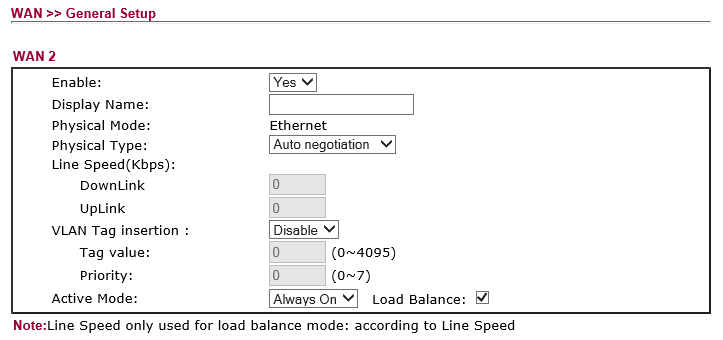 WAN >> General Setup
WAN 2
Enable: Yes
Display Name:
Physical Mode: Ethernet
Physical Type: Auto negotiation
Line Speed(Kbps):
DownLink 0
UpLink 0
VLAN Tag insertion : Disable
Tag value: 0 (0~4095)
Priority: 0 (0~7)
Active Mode: Always On Load Balance:
Note:Line Speed only used for load balance mode: according to Line Speed